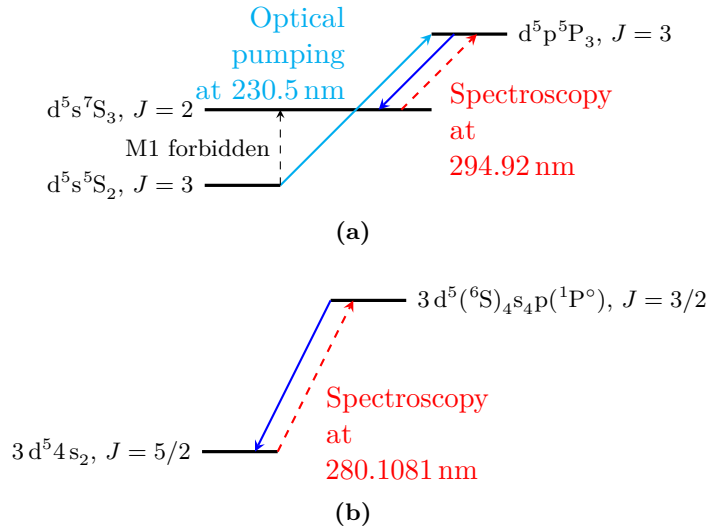 Optical
pumping
at 230.5 nm
d⁵p⁵P₃, J = 3
d⁵s⁷S₃, J = 2
Spectroscopy
at
294.92 nm
M1 forbidden
d⁵s⁵S₂, J = 3
(a)
3 d⁵(⁶S)₄s₄p(¹P°), J = 3/2
Spectroscopy
at
280.1081 nm
3 d⁵4 s₂, J = 5/2
(b)